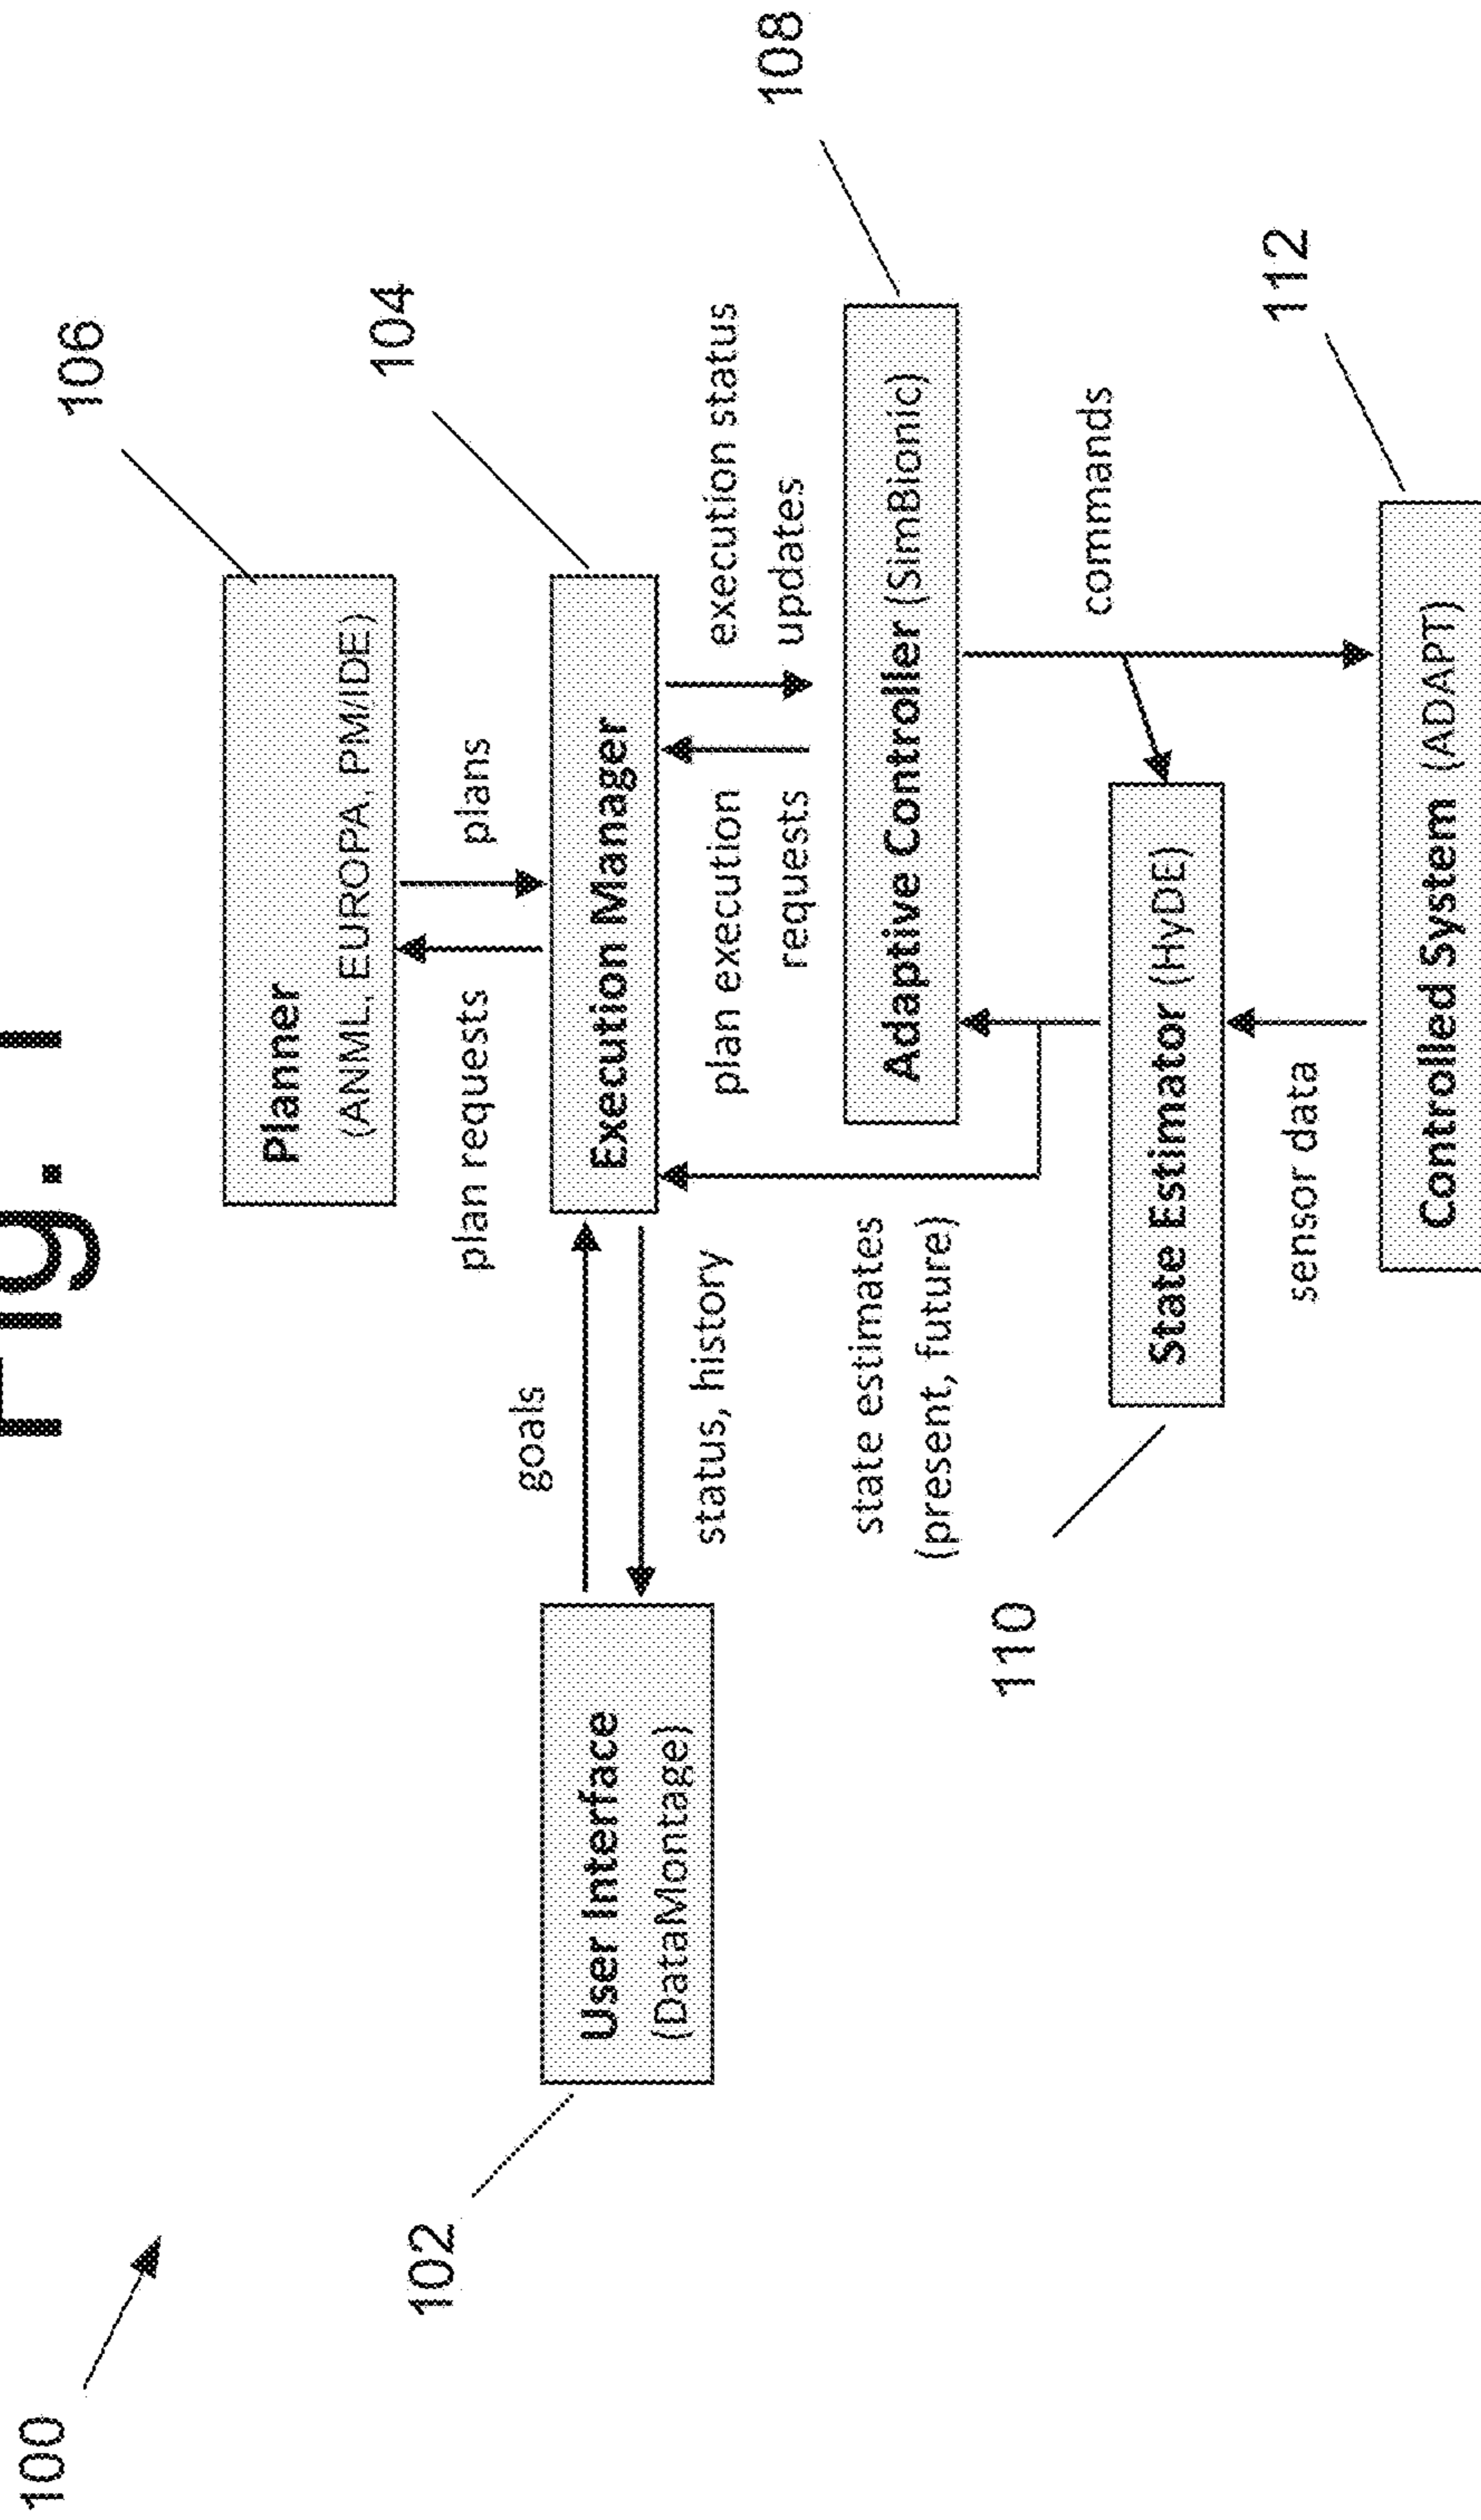 Fig. 1
100
106
Planner
(ANML, EUROPA, PM/IDE)
104
plan requests
plans
102
User Interface
(DataMontage)
goals
status, history
Execution Manager
108
plan execution
requests
execution status
updates
state estimates
(present, future)
Adaptive Controller (SimBionic)
110
State Estimator (HyDE)
commands
112
sensor data
Controlled System (ADAPT)